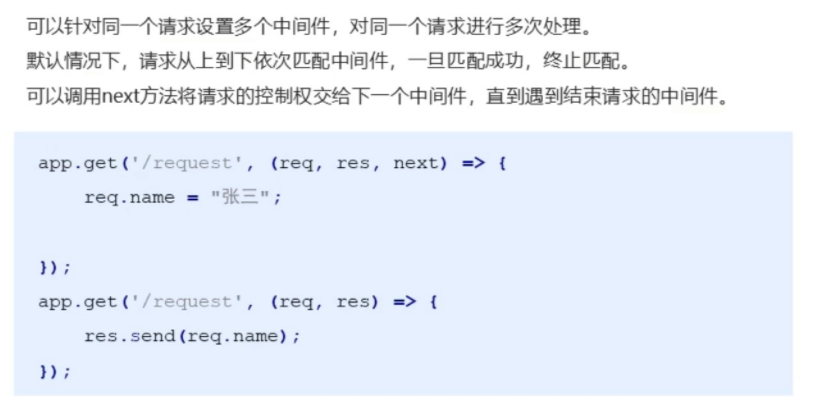 可以针对同一个请求设置多个中间件，对同一个请求进行多次处理。
默认情况下，请求从上到下依次匹配中间件，一旦匹配成功，终止匹配。
可以调用next方法将请求的控制权交给下一个中间件，直到遇到结束请求的中间件。
app.get('/request', (req, res, next) => {
    req.name = "张三";
});
app.get('/request', (req, res) => {
    res.send(req.name);
});